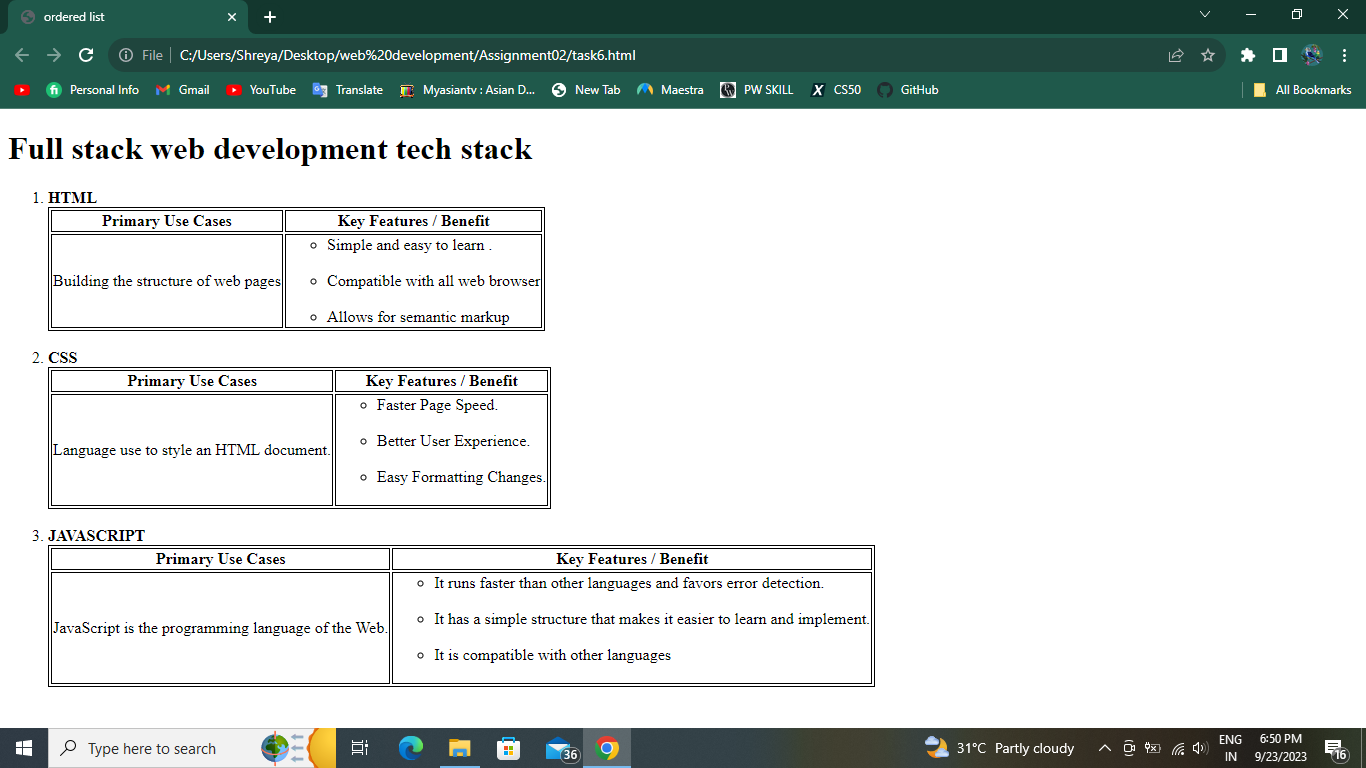 ordered list
File C:/Users/Shreya/Desktop/web%20development/Assignment02/task6.html
Personal Info Gmail YouTube Translate Myasiantv : Asian D... New Tab Maestra PW SKILL CS50 GitHub All Bookmarks
Full stack web development tech stack
1. HTML
Primary Use Cases Key Features / Benefit
Building the structure of web pages
Simple and easy to learn .
Compatible with all web browser
Allows for semantic markup
2. CSS
Primary Use Cases Key Features / Benefit
Language use to style an HTML document.
Faster Page Speed.
Better User Experience.
Easy Formatting Changes.
3. JAVASCRIPT
Primary Use Cases Key Features / Benefit
JavaScript is the programming language of the Web.
It runs faster than other languages and favors error detection.
It has a simple structure that makes it easier to learn and implement.
It is compatible with other languages
Type here to search 36 31°C Partly cloudy ENG 6:50 PM
IN 9/23/2023 16